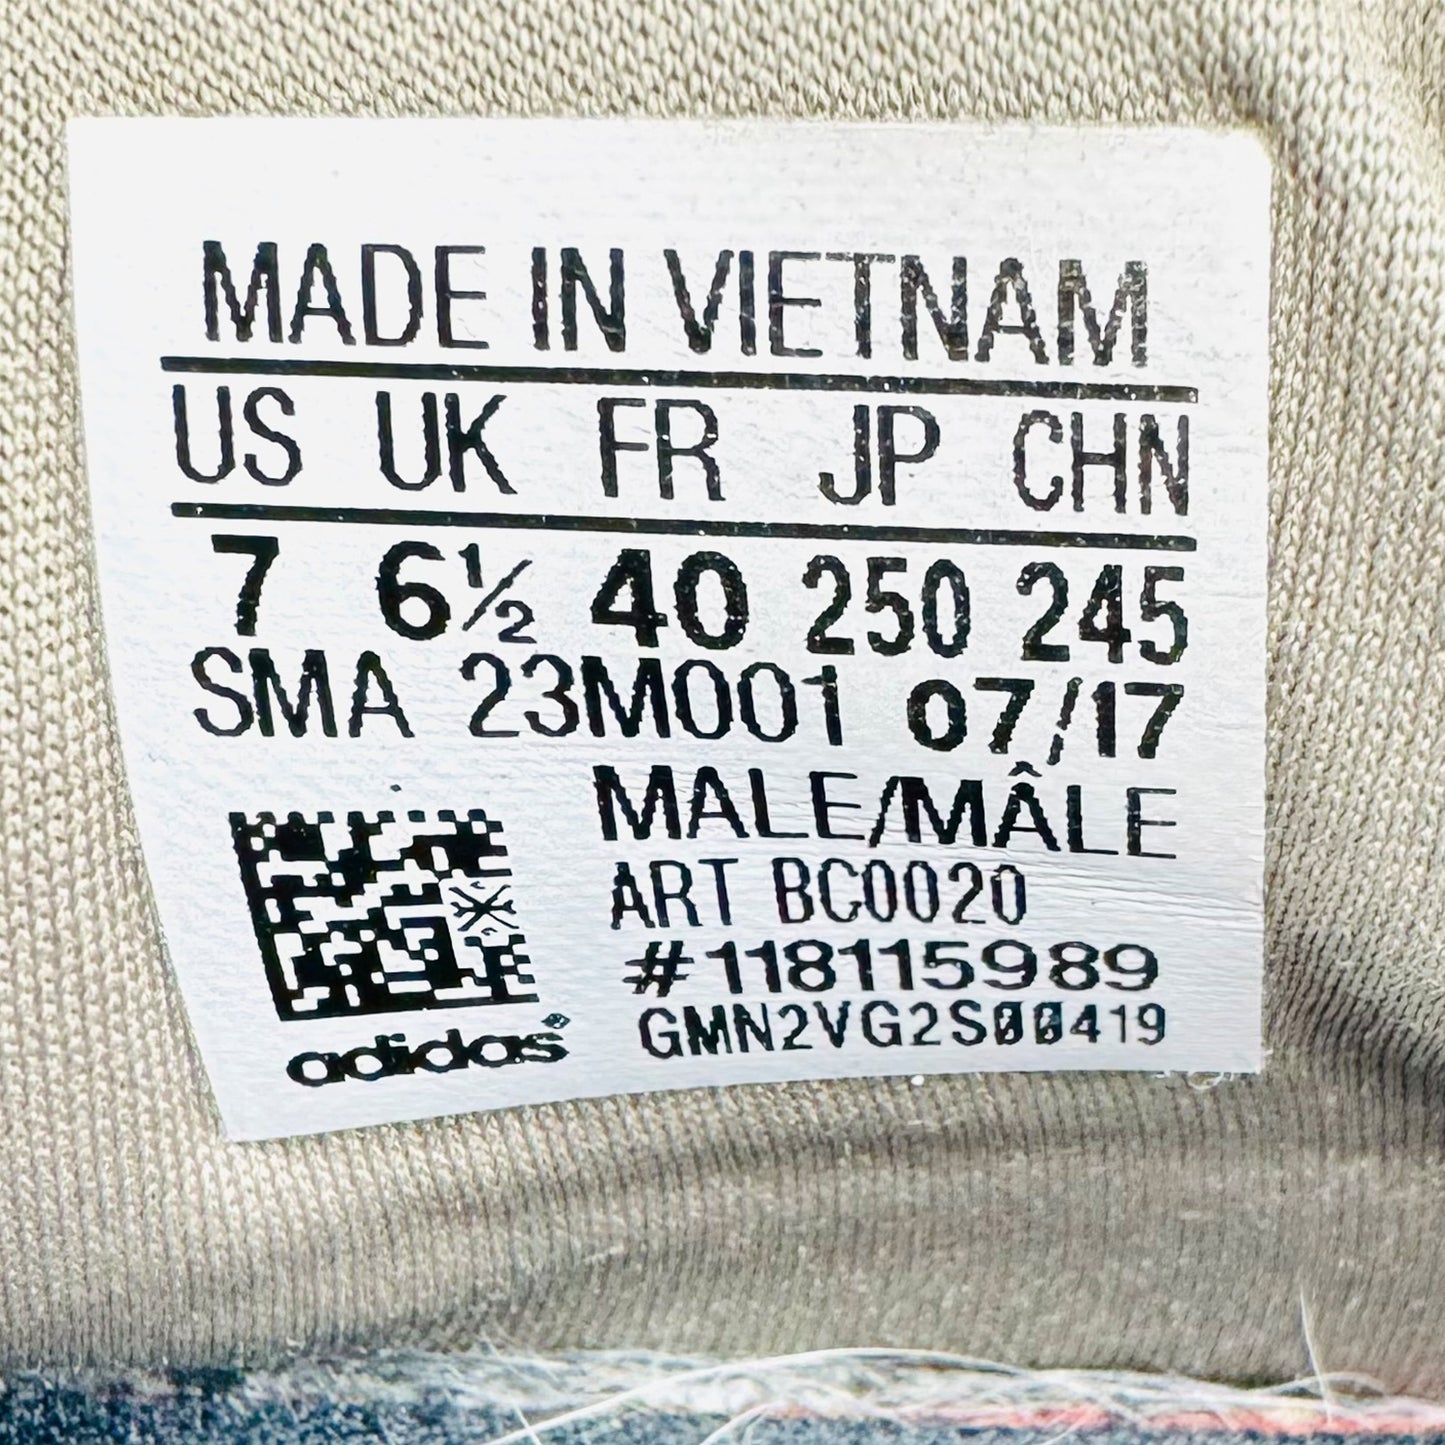 MADE IN VIETNAM
US UK FR JP CHN
7 6½ 40 250 245
SMA 23M001 07/17
MALE/MÂLE
ART BC0020
#118115989
GMN2VG2S00419
adidas